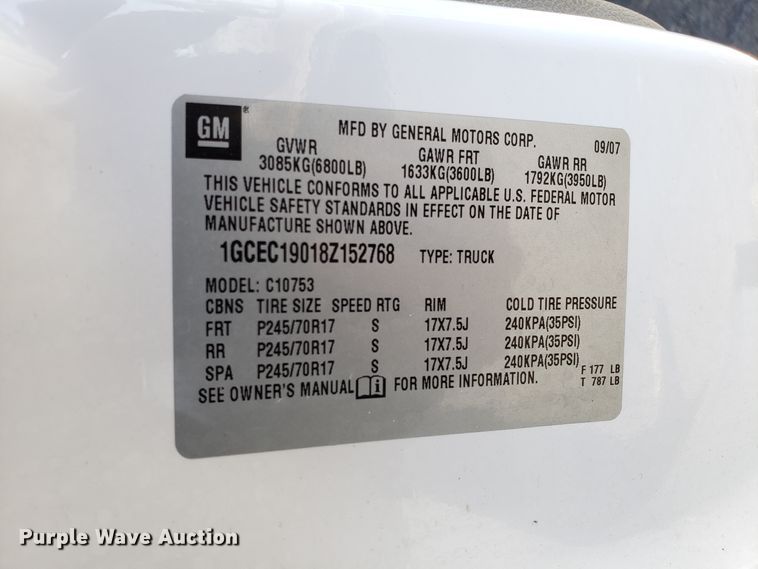 GM®
MFD BY GENERAL MOTORS CORP. 09/07
GVWR GAWR FRT GAWR RR
3085KG(6800LB) 1633KG(3600LB) 1792KG(3950LB)
THIS VEHICLE CONFORMS TO ALL APPLICABLE U.S. FEDERAL MOTOR
VEHICLE SAFETY STANDARDS IN EFFECT ON THE DATE OF
MANUFACTURE SHOWN ABOVE.
1GCEC19018Z152768 TYPE: TRUCK
MODEL: C10753
CBNS TIRE SIZE SPEED RTG RIM COLD TIRE PRESSURE
FRT P245/70R17 S 17X7.5J 240KPA(35PSI)
RR P245/70R17 S 17X7.5J 240KPA(35PSI)
SPA P245/70R17 S 17X7.5J 240KPA(35PSI)
SEE OWNER'S MANUAL i FOR MORE INFORMATION.
F 177 LB
T 787 LB
Purple Wave Auction